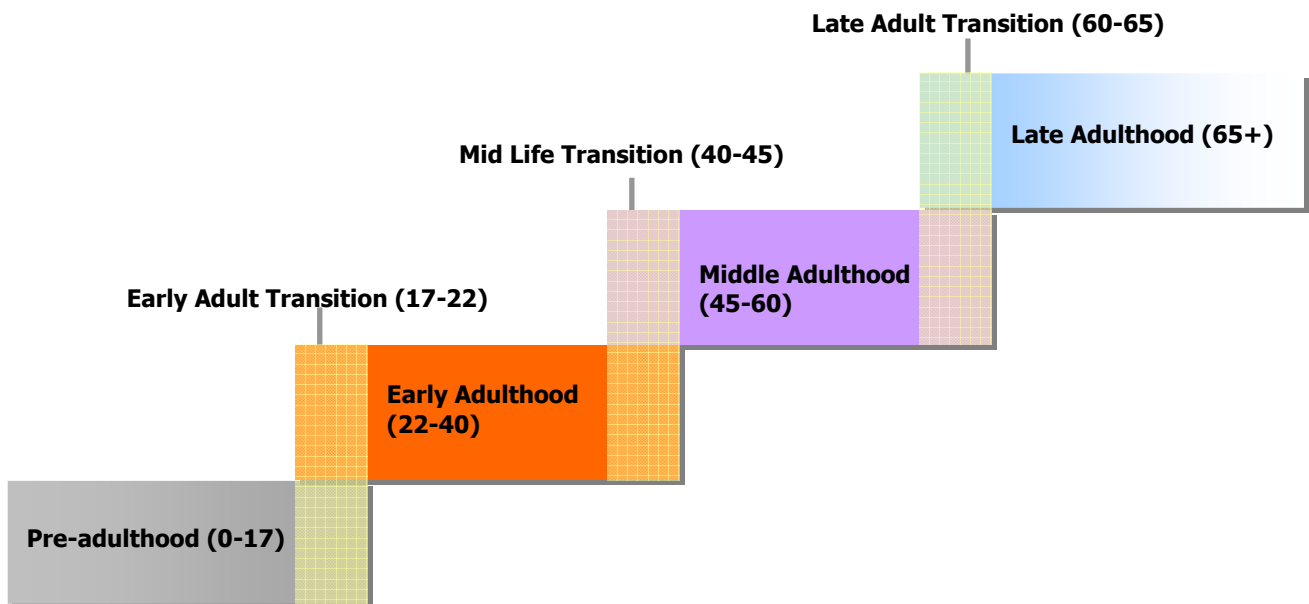 Late Adult Transition (60-65)
Late Adulthood (65+)
Mid Life Transition (40-45)
Middle Adulthood
(45-60)
Early Adult Transition (17-22)
Early Adulthood
(22-40)
Pre-adulthood (0-17)